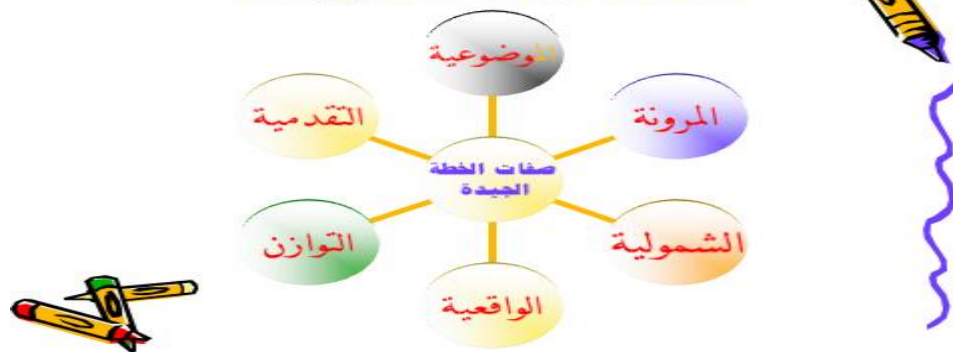 الموضوعية
المرونة
التقدمية
صفات الخطة
الجيدة
الشمولية
التوازن
الواقعية